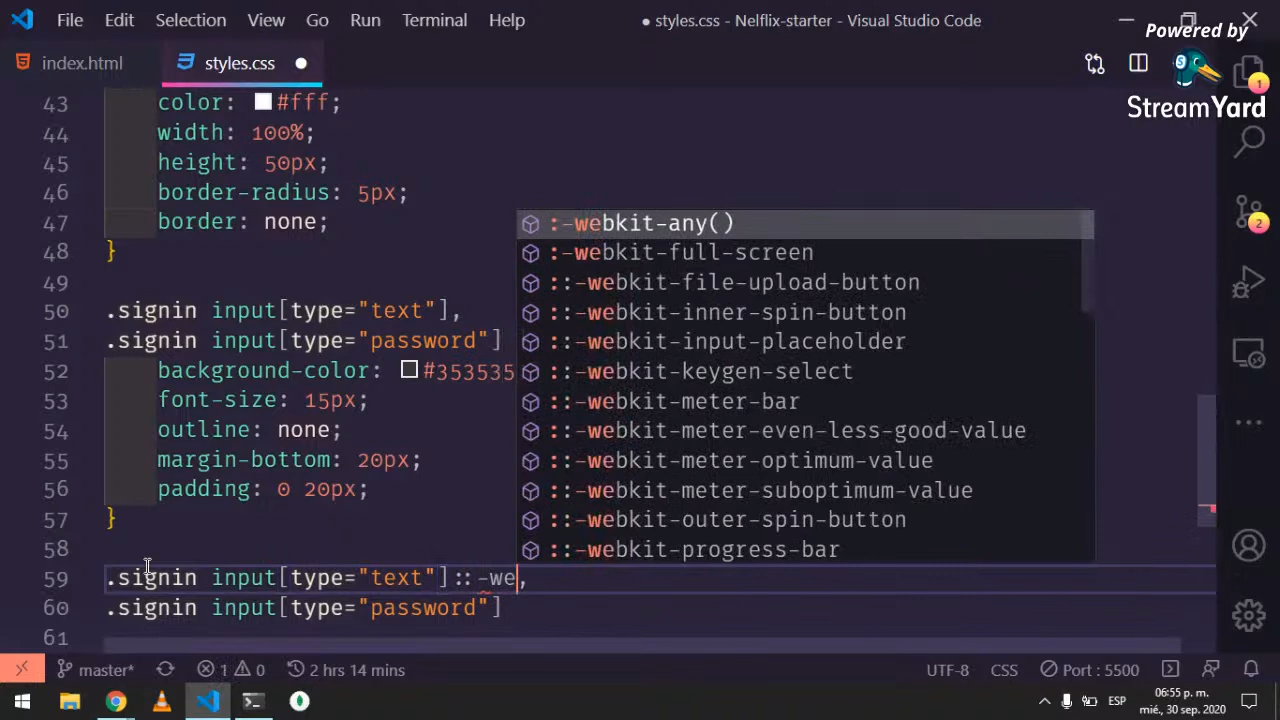 File Edit Selection View Go Run Terminal Help ● styles.css - Nelflix-starter - Visual Studio Code
Powered by
StreamYard
index.html styles.css ●
43 color: #fff;
44 width: 100%;
45 height: 50px;
46 border-radius: 5px;
47 border: none;
48 }
49
50 .signin input[type="text"],
51 .signin input[type="password"]
52 background-color: #353535
53 font-size: 15px;
54 outline: none;
55 margin-bottom: 20px;
56 padding: 0 20px;
57 }
58
59 .signin input[type="text"]::-we,
60 .signin input[type="password"]
61
:-webkit-any()
:-webkit-full-screen
::-webkit-file-upload-button
::-webkit-inner-spin-button
::-webkit-input-placeholder
::-webkit-keygen-select
::-webkit-meter-bar
::-webkit-meter-even-less-good-value
::-webkit-meter-optimum-value
::-webkit-meter-suboptimum-value
::-webkit-outer-spin-button
::-webkit-progress-bar
1
2
master* 1 0 2 hrs 14 mins UTF-8 CSS Port : 5500
ESP
06:55 p. m.
mié., 30 sep. 2020